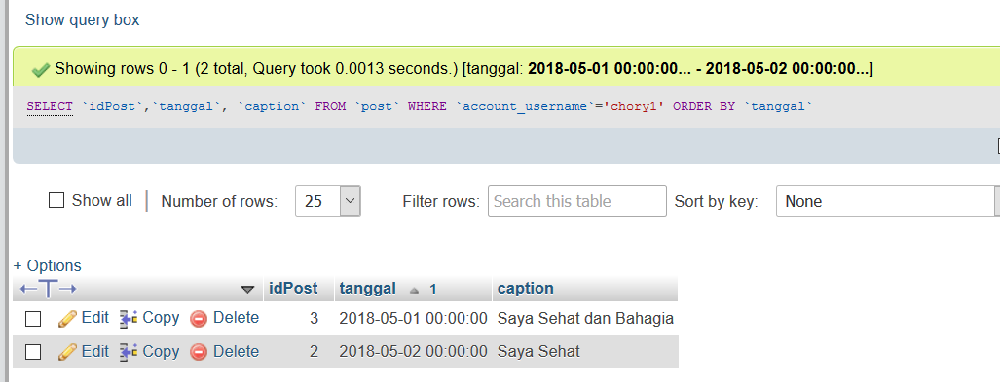 Show query box
Showing rows 0 - 1 (2 total, Query took 0.0013 seconds.) [tanggal: 2018-05-01 00:00:00... - 2018-05-02 00:00:00...]
SELECT `idPost`,`tanggal`, `caption` FROM `post` WHERE `account_username`='chory1' ORDER BY `tanggal`
Show all Number of rows: 25 Filter rows: Search this table Sort by key: None
+ Options
idPost tanggal 1 caption
Edit Copy Delete 3 2018-05-01 00:00:00 Saya Sehat dan Bahagia
Edit Copy Delete 2 2018-05-02 00:00:00 Saya Sehat